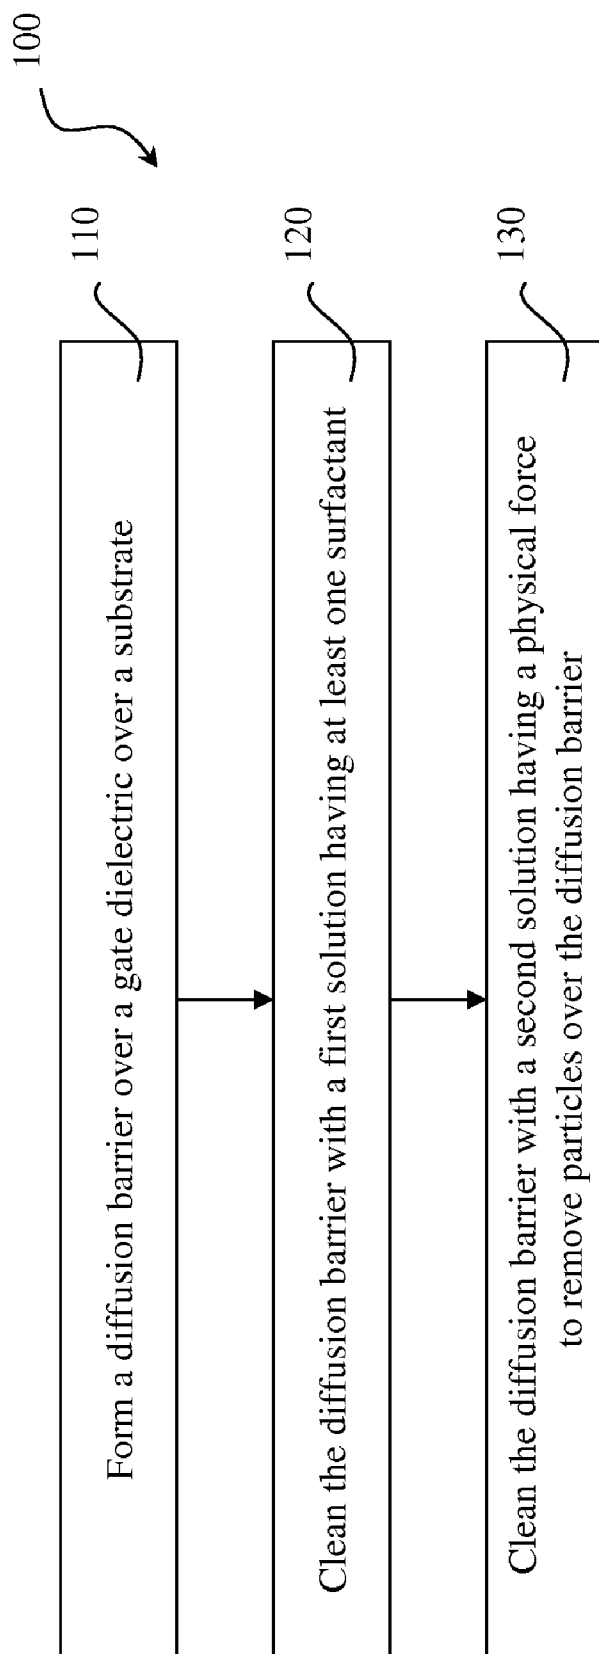 100
110
Form a diffusion barrier over a gate dielectric over a substrate
120
Clean the diffusion barrier with a first solution having at least one surfactant
130
Clean the diffusion barrier with a second solution having a physical force
to remove particles over the diffusion barrier